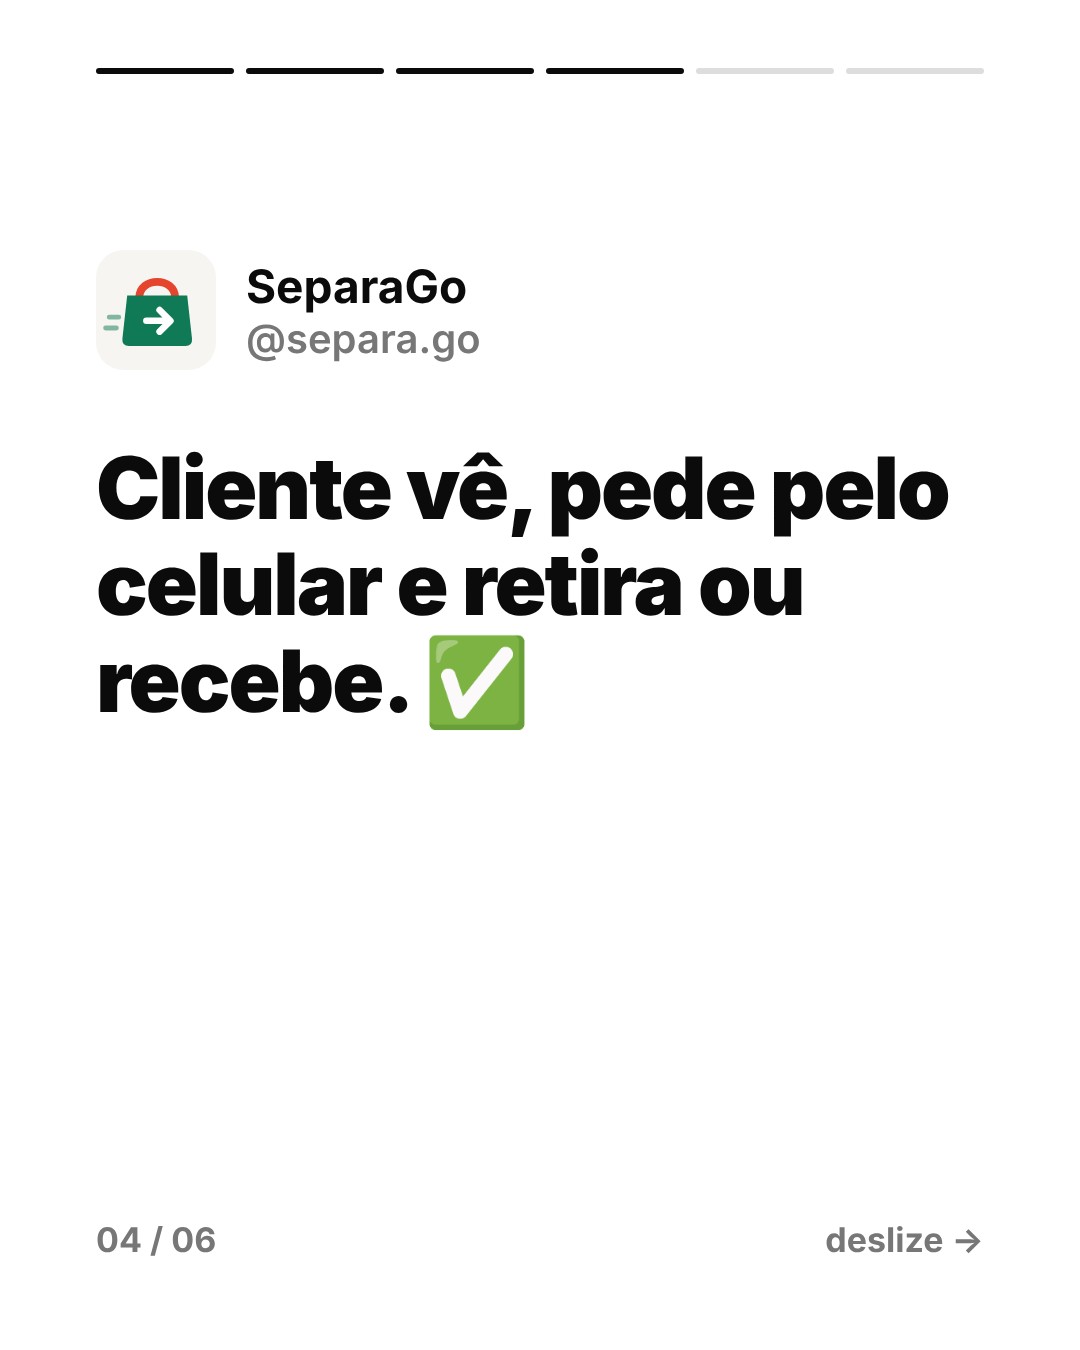 SeparaGo
@separa.go
Cliente vê, pede pelo
celular e retira ou
recebe. ✅
04 / 06
deslize →